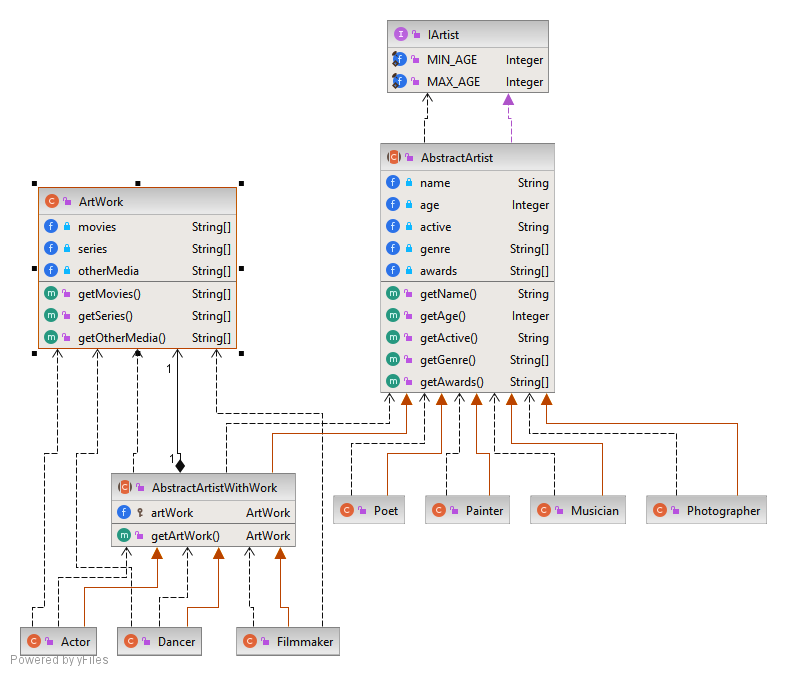 IArtist
MIN_AGE Integer
MAX_AGE Integer
AbstractArtist
name String
age Integer
active String
genre String[]
awards String[]
getName() String
getAge() Integer
getActive() String
getGenre() String[]
getAwards() String[]
ArtWork
movies String[]
series String[]
otherMedia String[]
getMovies() String[]
getSeries() String[]
getOtherMedia() String[]
1
1
AbstractArtistWithWork
artWork ArtWork
getArtWork() ArtWork
Poet
Painter
Musician
Photographer
Actor
Dancer
Filmmaker
Powered by yFiles